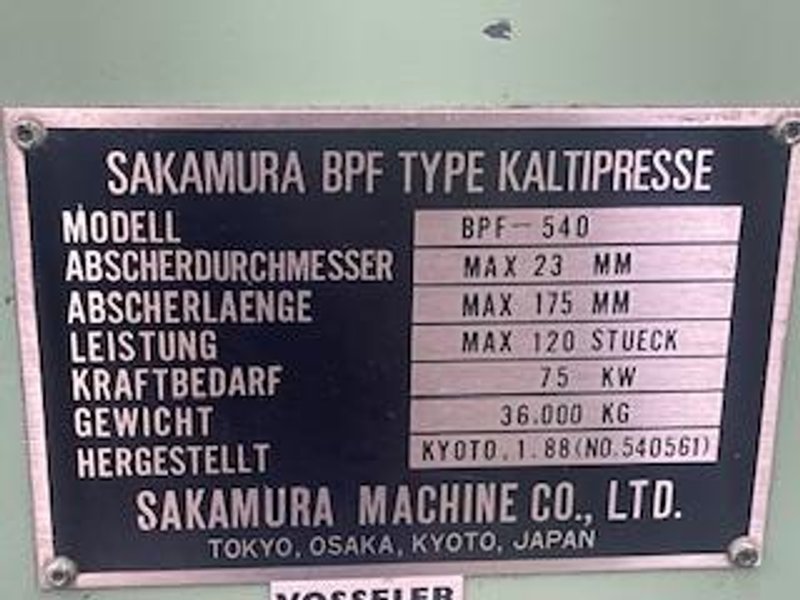 SAKAMURA BPF TYPE KALTIPRESSE
MODELL BPF-540
ABSCHERDURCHMESSER MAX 23 MM
ABSCHERLAENGE MAX 175 MM
LEISTUNG MAX 120 STUECK
KRAFTBEDARF 75 KW
GEWICHT 36.000 KG
HERGESTELLT KYOTO, 1. 88 (NO. 540561)
SAKAMURA MACHINE CO., LTD.
TOKYO, OSAKA, KYOTO, JAPAN
VOSSELER